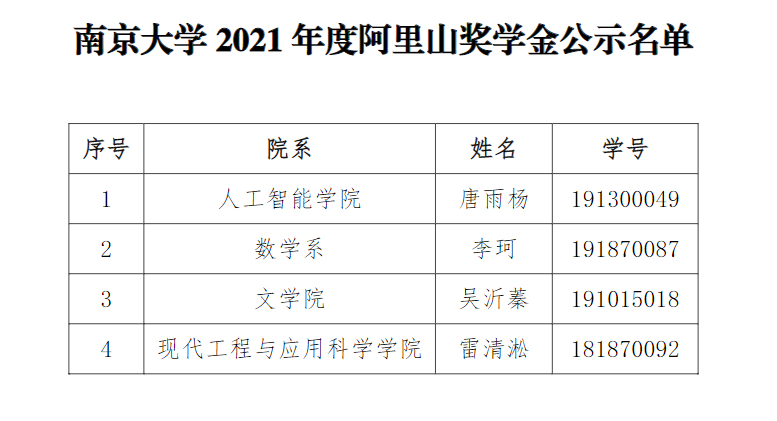 南京大学 2021 年度阿里山奖学金公示名单
序号 院系 姓名 学号
1 人工智能学院 唐雨杨 191300049
2 数学系 李珂 191870087
3 文学院 吴沂蓁 191015018
4 现代工程与应用科学学院 雷清淞 181870092